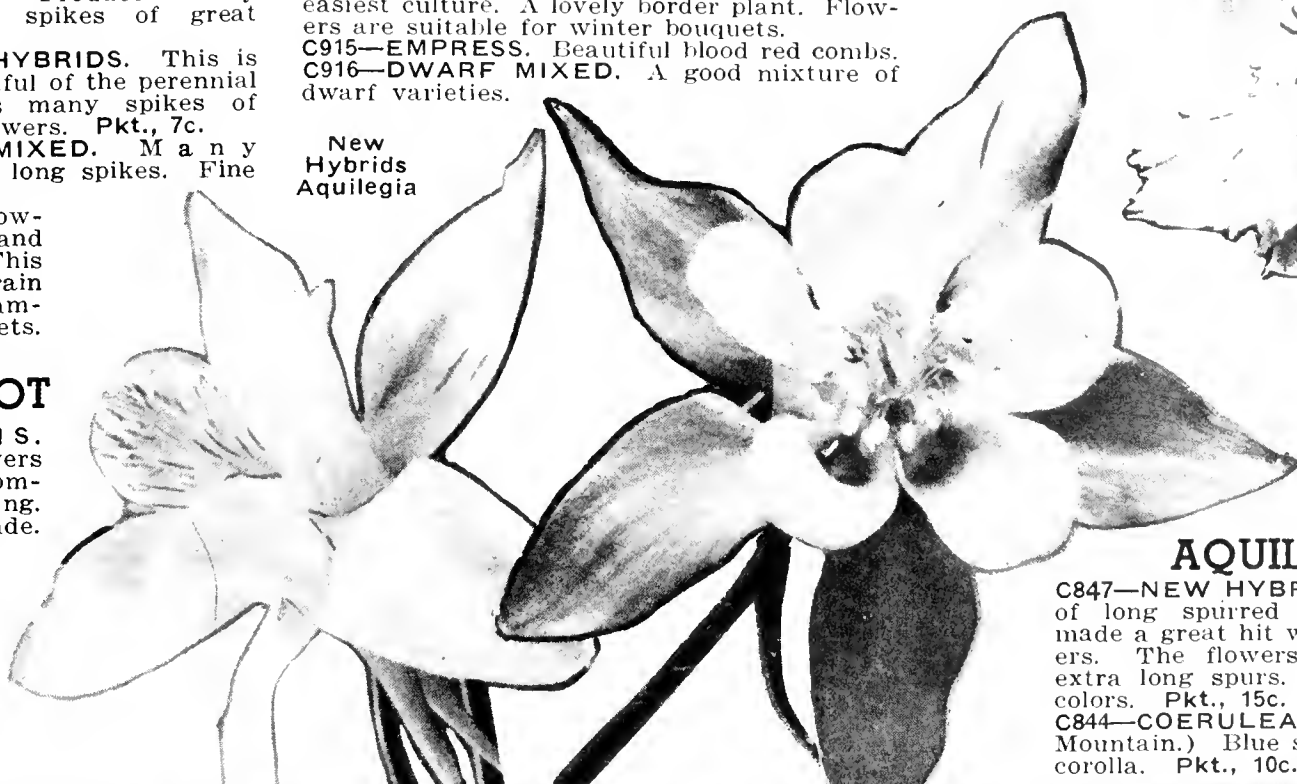 spikes of great
HYBRIDS. This is
ful of the perennial
s many spikes of
wers. Pkt., 7c.
MIXED. Many
long spikes. Fine
ow-
and
This
rain
am-
ets.
OT
S.
ers
om-
ng.
de.
easiest culture. A lovely border plant. Flow-
ers are suitable for winter bouquets.
C915—EMPRESS. Beautiful blood red combs.
C916—DWARF MIXED. A good mixture of
dwarf varieties.
New
Hybrids
Aquilegia
AQUIL
C847—NEW HYBR
of long spurred
made a great hit w
ers. The flowers
extra long spurs.
colors. Pkt., 15c.
C844—COERULEA
Mountain.) Blue s
corolla. Pkt., 10c.